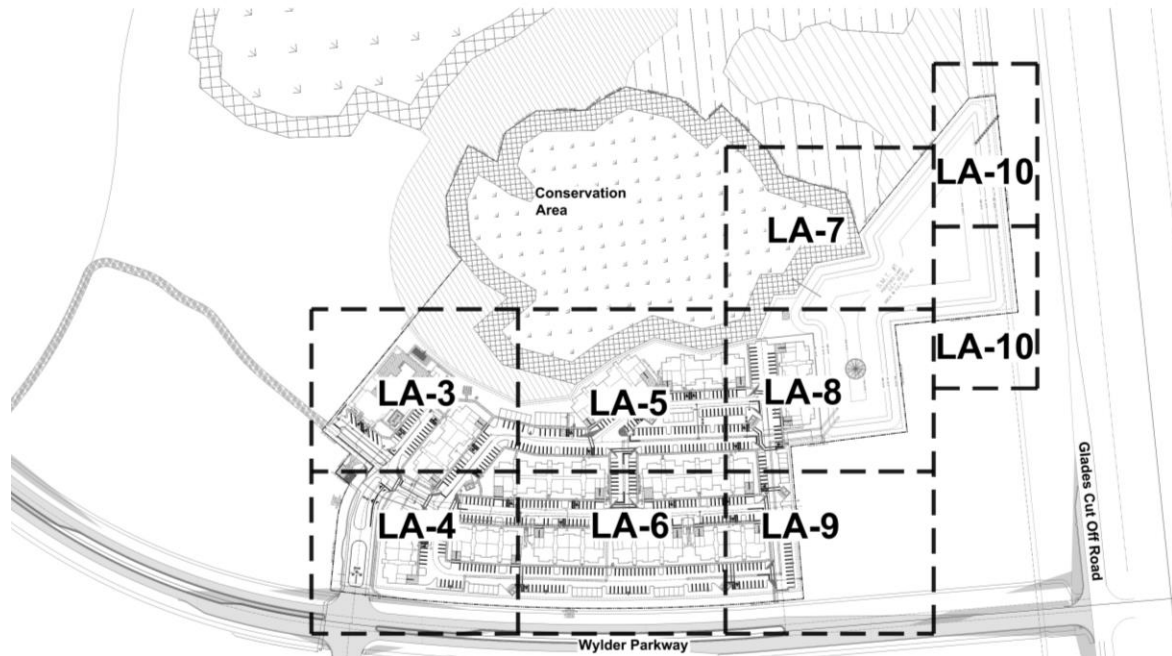 LA-10
Conservation
Area
LA-7
LA-10
LA-3
LA-5
LA-8
LA-4
LA-6
LA-9
Glades Cut Off Road
Wylder Parkway